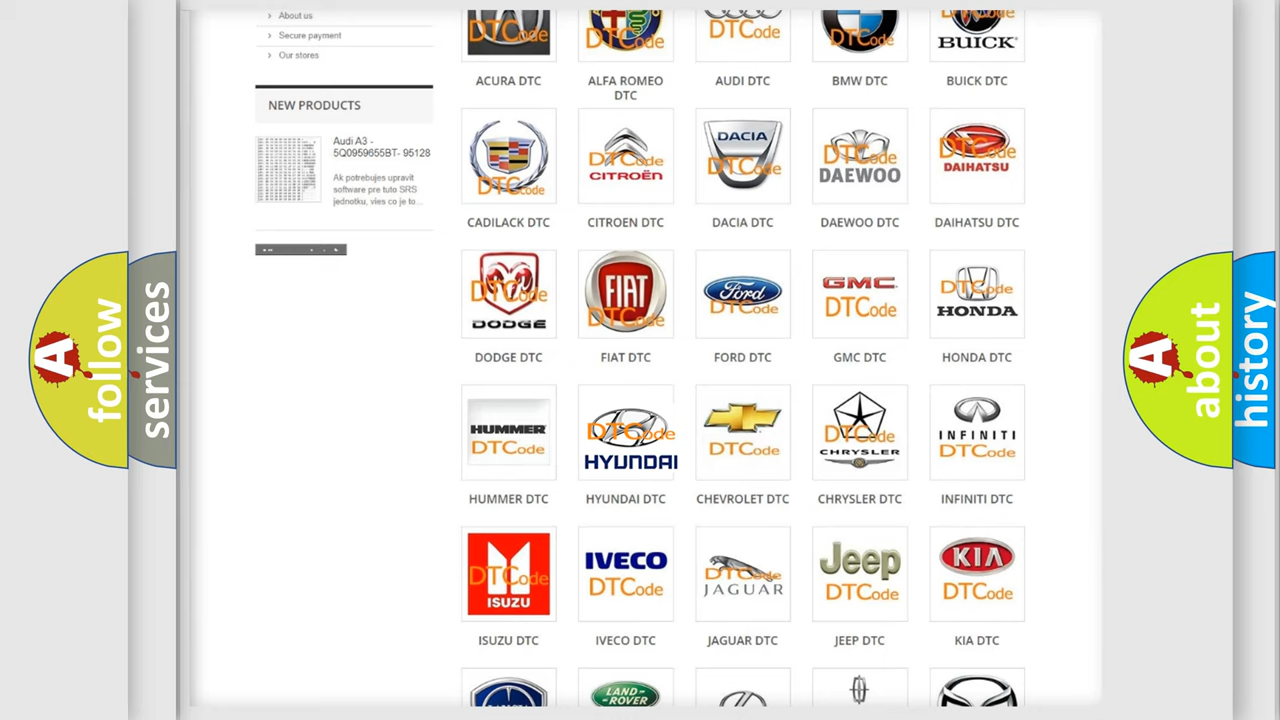 About us
Secure payment
Our stores
NEW PRODUCTS
Audi A3 -
5Q0959655BT- 95128
Ak potrebujes upravit
software pre tuto SRS
jednotku, vies co je to...
DTCode
DTCode
DTCode
DTCode
BUICK
ACURA DTC
ALFA ROMEO
DTC
AUDI DTC
BMW DTC
BUICK DTC
DTCode
DTCode
CITROËN
DACIA
DTCode
DTCode
DAEWOO
DTCode
DAIHATSU
CADILACK DTC
CITROEN DTC
DACIA DTC
DAEWOO DTC
DAIHATSU DTC
DTCode
DODGE
FIAT
DTCode
Ford
DTCode
GMC
DTCode
DTCode
HONDA
DODGE DTC
FIAT DTC
FORD DTC
GMC DTC
HONDA DTC
HUMMER
DTCode
DTCode
HYUNDAI
DTCode
DTCode
CHRYSLER
INFINITI
DTCode
HUMMER DTC
HYUNDAI DTC
CHEVROLET DTC
CHRYSLER DTC
INFINITI DTC
DTCode
ISUZU
IVECO
DTCode
DTCode
JAGUAR
Jeep
DTCode
KIA
DTCode
ISUZU DTC
IVECO DTC
JAGUAR DTC
JEEP DTC
KIA DTC
LAND-
ROVER
A
follow
services
A
about
history